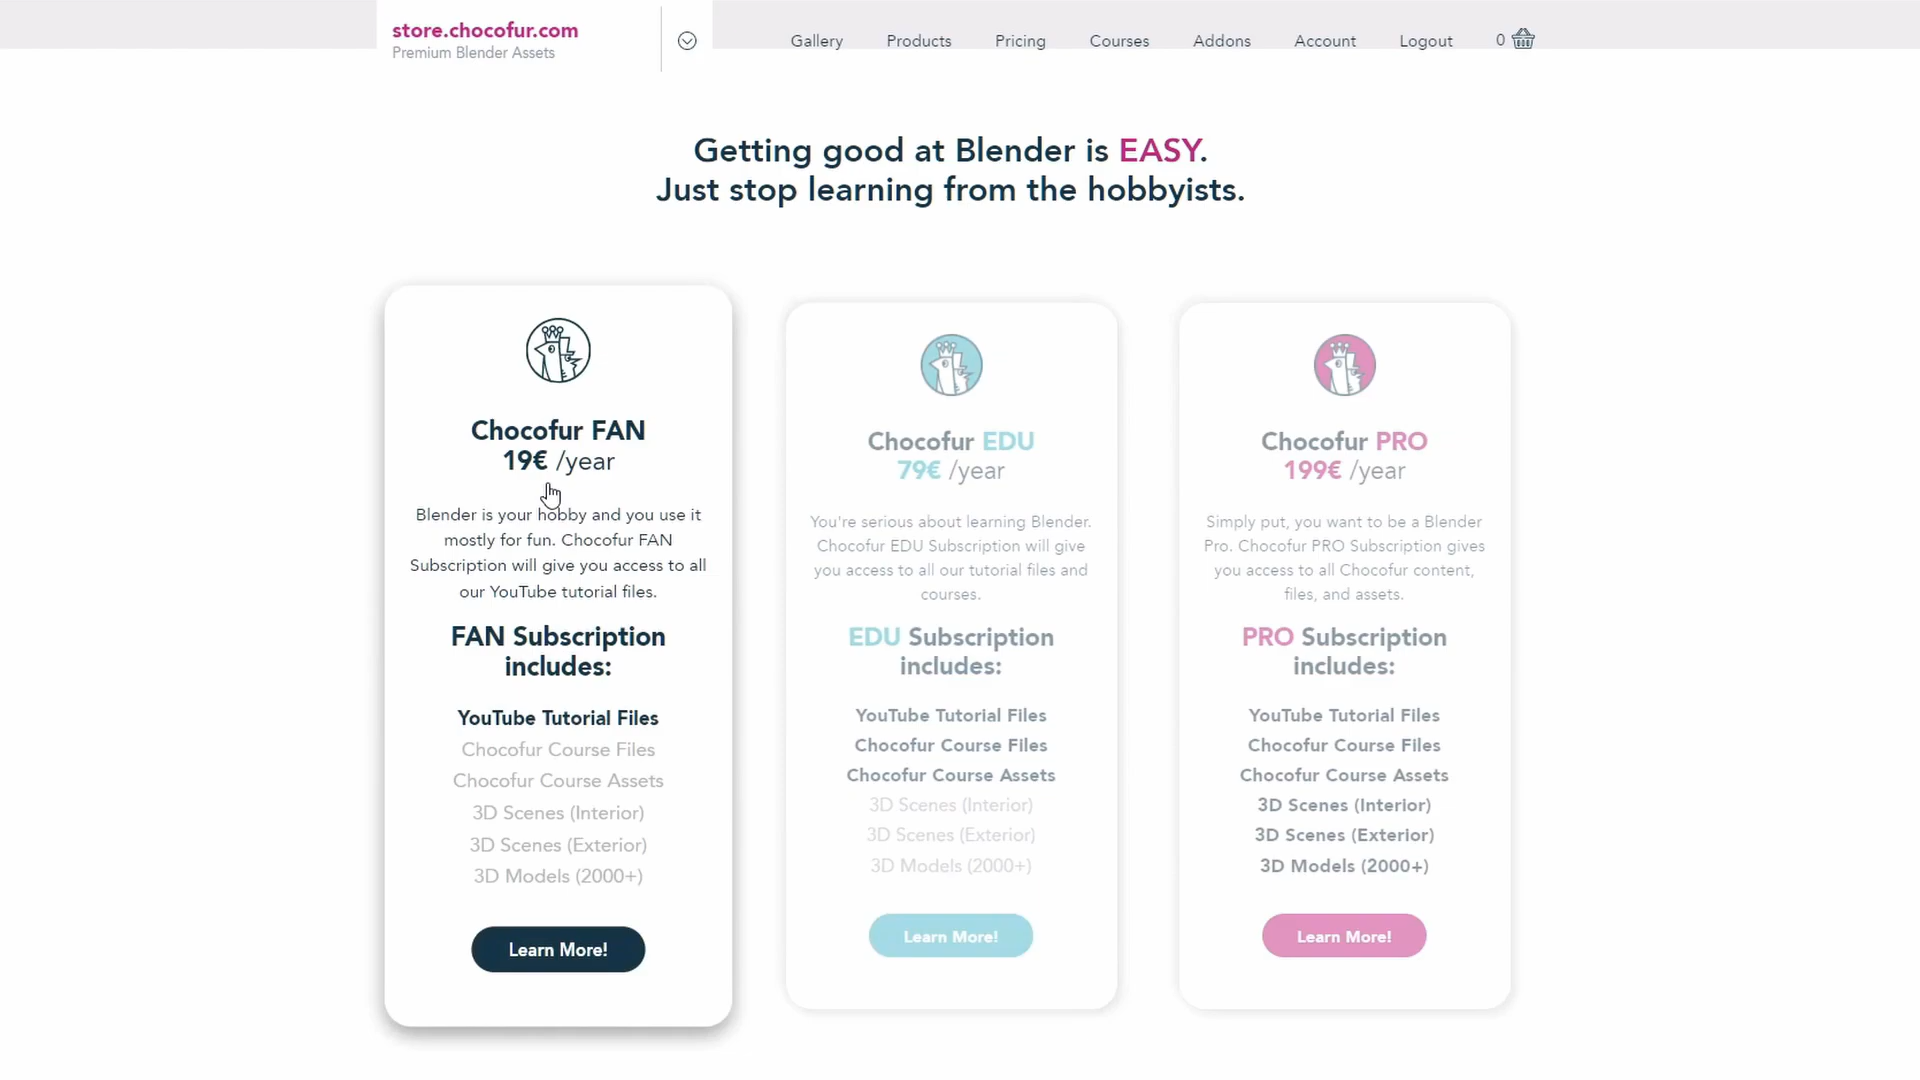 store.chocofur.com
Premium Blender Assets
Gallery
Products
Pricing
Courses
Addons
Account
Logout
0
Getting good at Blender is EASY.
Just stop learning from the hobbyists.
Chocofur FAN
19€ /year
Blender is your hobby and you use it
mostly for fun. Chocofur FAN
Subscription will give you access to all
our YouTube tutorial files.
FAN Subscription
includes:
YouTube Tutorial Files
Chocofur Course Files
Chocofur Course Assets
3D Scenes (Interior)
3D Scenes (Exterior)
3D Models (2000+)
Learn More!
Chocofur EDU
79€ /year
You're serious about learning Blender.
Chocofur EDU Subscription will give
you access to all our tutorial files and
courses.
EDU Subscription
includes:
YouTube Tutorial Files
Chocofur Course Files
Chocofur Course Assets
3D Scenes (Interior)
3D Scenes (Exterior)
3D Models (2000+)
Learn More!
Chocofur PRO
199€ /year
Simply put, you want to be a Blender
Pro. Chocofur PRO Subscription gives
you access to all Chocofur content,
files, and assets.
PRO Subscription
includes:
YouTube Tutorial Files
Chocofur Course Files
Chocofur Course Assets
3D Scenes (Interior)
3D Scenes (Exterior)
3D Models (2000+)
Learn More!